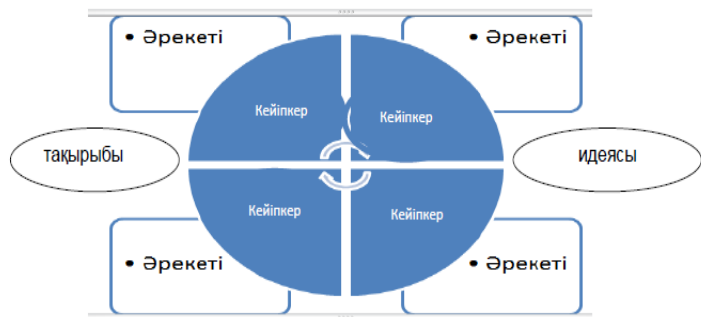 • Әрекеті
• Әрекеті
Кейіпкер
Кейіпкер
тақырыбы
идеясы
Кейіпкер
Кейіпкер
• Әрекеті
• Әрекеті